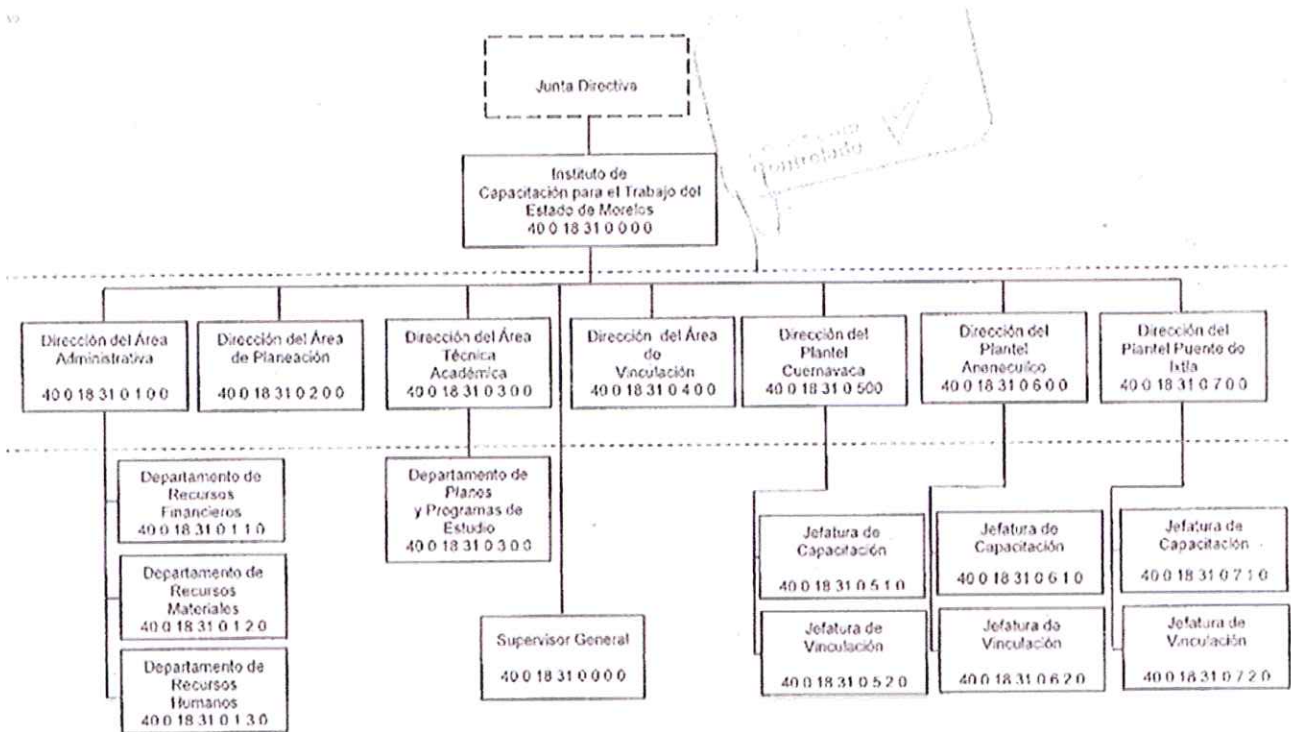 Junta Directiva
Instituto de
Capacitación para el Trabajo del
Estado de Morelos
40 0 18 31 0 0 0 0
Dirección del Área
Administrativa
40 0 18 31 0 1 0 0
Dirección del Área
de Planeación
40 0 18 31 0 2 0 0
Dirección del Área
Técnica
Académica
40 0 18 31 0 3 0 0
Dirección del Área
de
Vinculación
40 0 18 31 0 4 0 0
Dirección del
Plantel
Cuernavaca
40 0 18 31 0 500
Dirección del
Plantel
Anenecuilco
40 0 18 31 0 6 0 0
Dirección del
Plantel Puente de
Ixtla
40 0 18 31 0 7 0 0
Departamento de
Recursos
Financieros
40 0 18 31 0 1 1 0
Departamento de
Recursos
Materiales
40 0 18 31 0 1 2 0
Departamento de
Recursos
Humanos
40 0 18 31 0 1 3 0
Departamento de
Planes
y Programas de
Estudio
40 0 18 31 0 3 0 0
Supervisor General
40 0 18 31 0 0 0 0
Jefatura de
Capacitación
40 0 18 31 0 5 1 0
Jefatura de
Vinculación
40 0 18 31 0 5 2 0
Jefatura de
Capacitación
40 0 18 31 0 6 1 0
Jefatura de
Vinculación
40 0 18 31 0 6 2 0
Jefatura de
Capacitación
40 0 18 31 0 7 1 0
Jefatura de
Vinculación
40 0 18 31 0 7 2 0